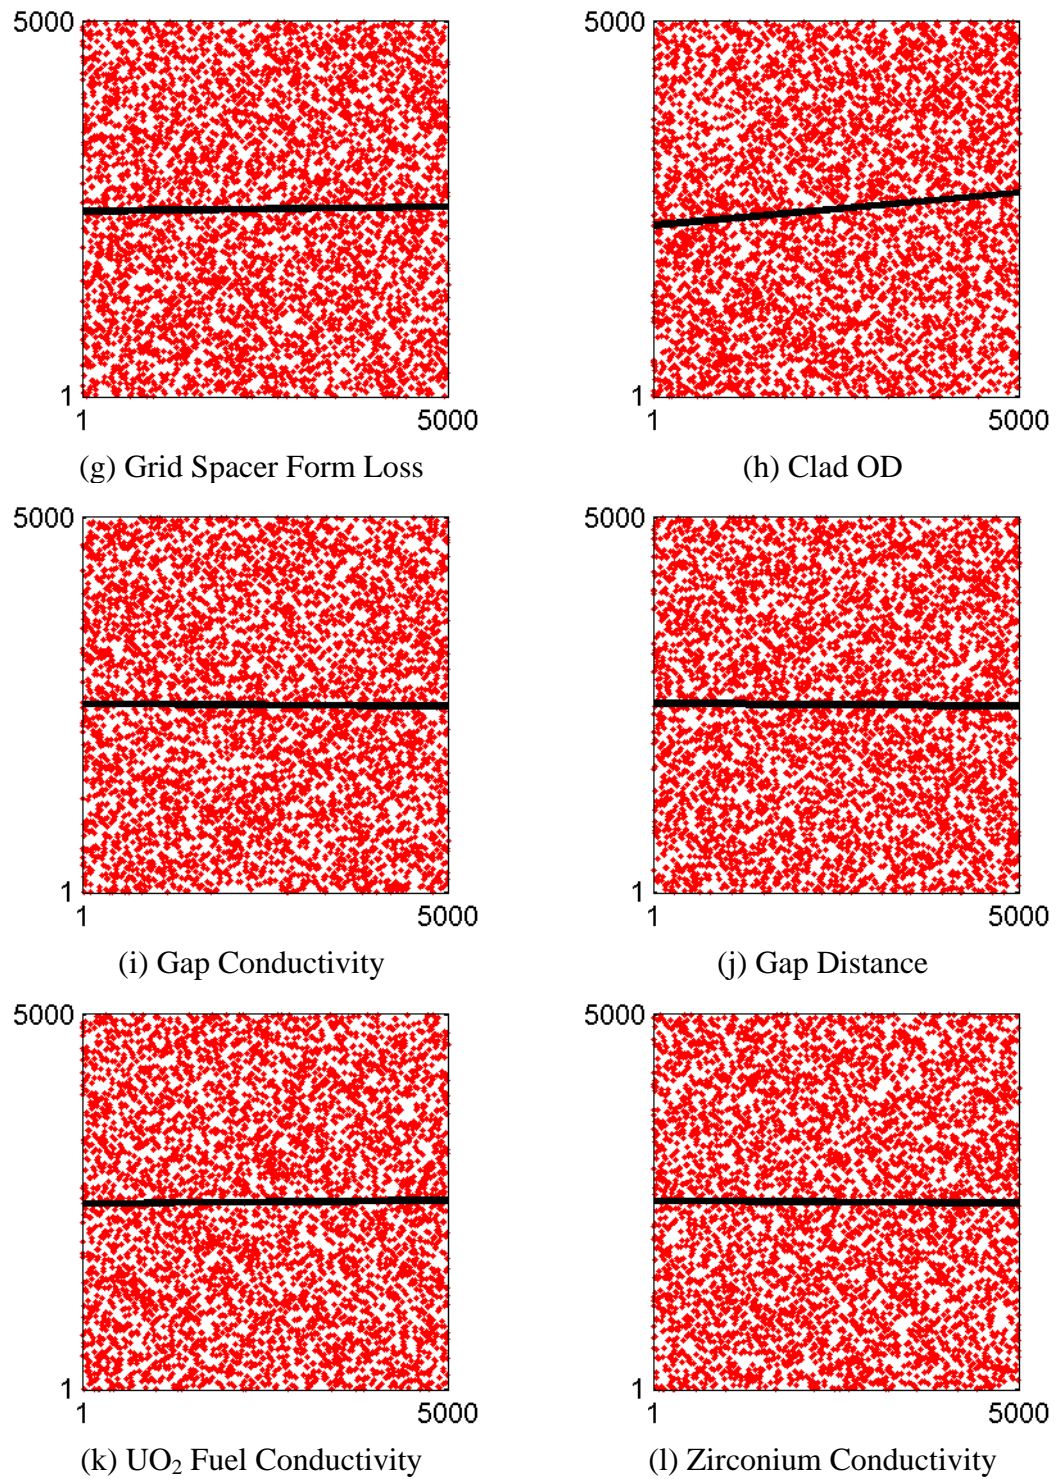 5000 5000
1 1
1 5000 1 5000
(g) Grid Spacer Form Loss (h) Clad OD
5000 5000
1 1
1 5000 1 5000
(i) Gap Conductivity (j) Gap Distance
5000 5000
1 1
1 5000 1 5000
(k) UO₂ Fuel Conductivity (l) Zirconium Conductivity